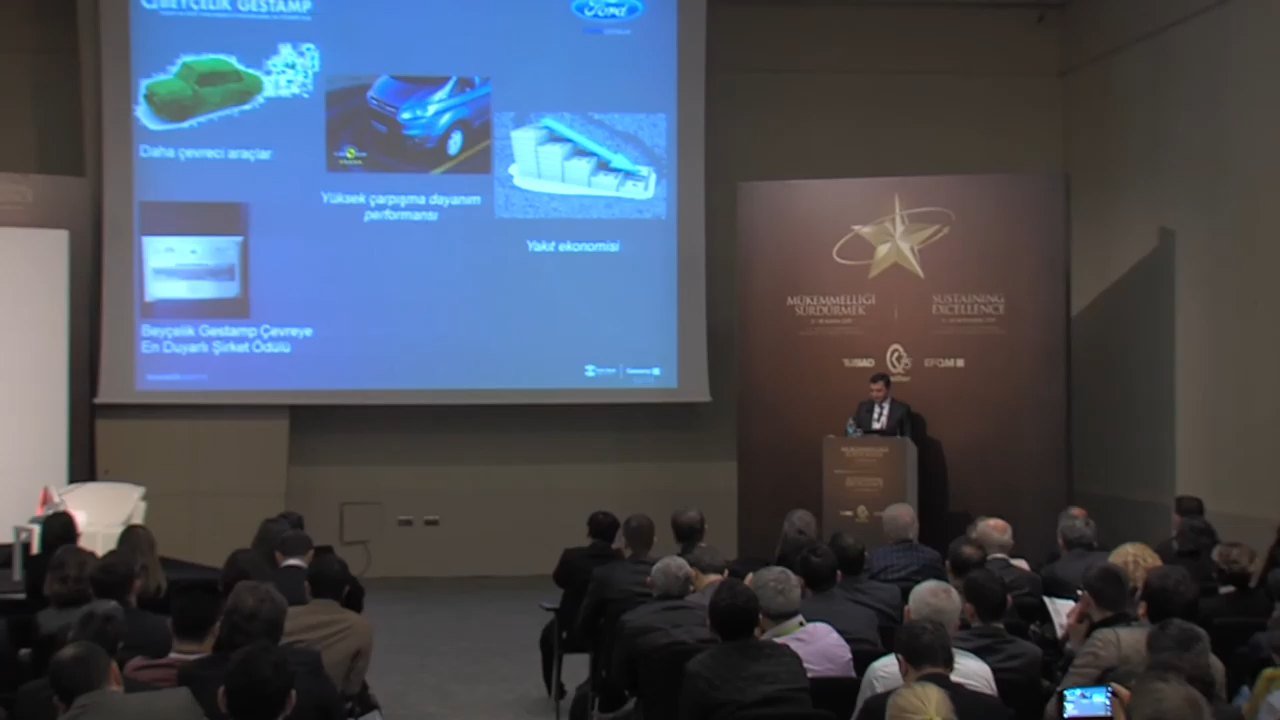 BEYÇELİK GESTAMP
Ford
Daha çevreci araçlar
Yüksek çarpışma dayanım
performansı
Yakıt ekonomisi
Beyçelik Gestamp Çevreye
En Duyarlı Şirket Ödülü
MÜKEMMELLİĞİ
SÜRDÜRMEK
SUSTAINING
EXCELLENCE
TÜSİAD
EFQM